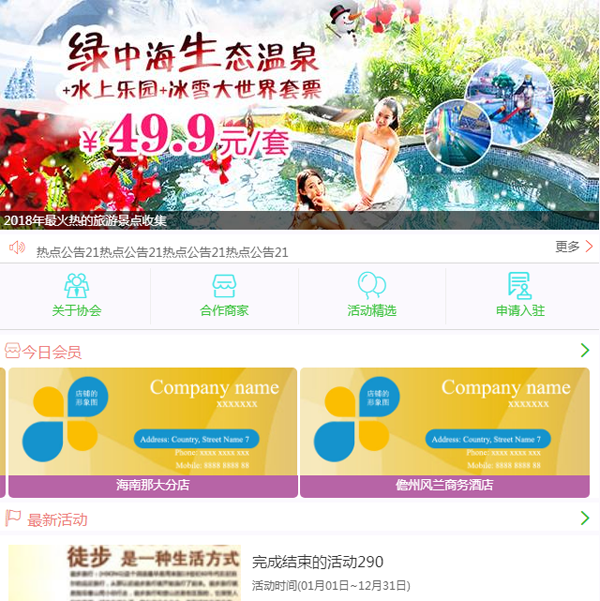 绿中海生态温泉
+水上乐园+冰雪大世界套票
¥49.9元/套
2018年最火热的旅游景点收集
热点公告21热点公告21热点公告21热点公告21
更多
关于协会
合作商家
活动精选
申请入驻
今日会员
店铺的
形象图
Company name
xxxxxxx
Address: Country, Street Name 7
Phone: xxxx xxx xxx
Mobile: 8888 8888 88
海南那大分店
店铺的
形象图
Company name
xxxxxxx
Address: Country, Street Name 7
Phone: xxxx xxx xxx
Mobile: 8888 8888 88
儋州风兰商务酒店
最新活动
徒步 是一种生活方式
完成结束的活动290
活动时间(01月01日~12月31日)